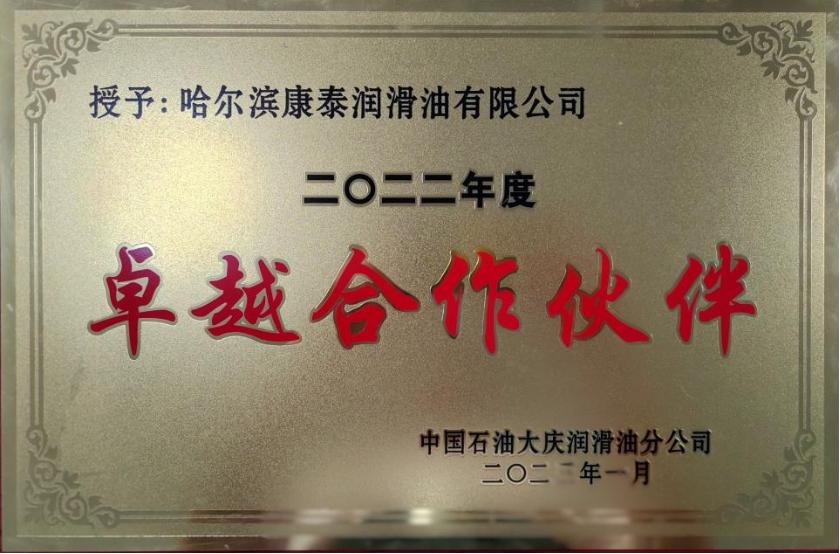 授予：哈尔滨康泰润滑油有限公司
二〇二二年度
卓越合作伙伴
中国石油大庆润滑油分公司
二〇二 年一月